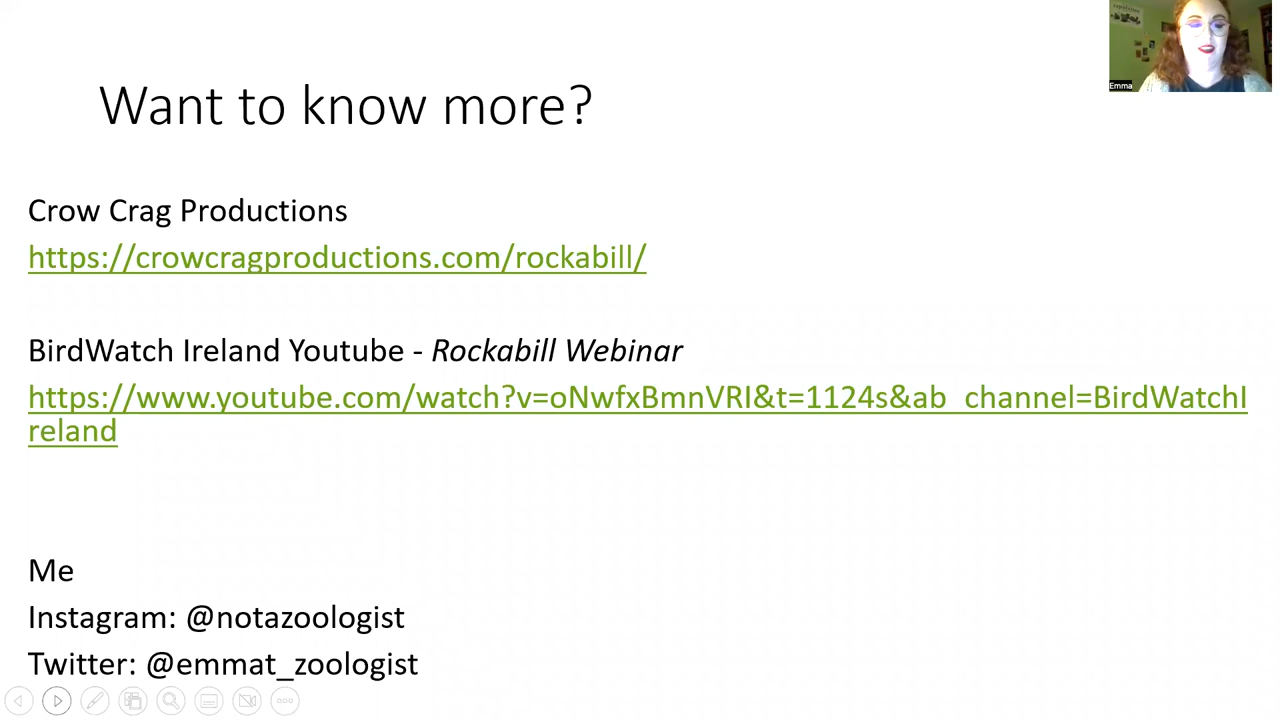 Want to know more?
Emma
Crow Crag Productions
https://crowcragproductions.com/rockabill/
BirdWatch Ireland Youtube - Rockabill Webinar
https://www.youtube.com/watch?v=oNwfxBmnVRI&t=1124s&ab_channel=BirdWatchI
reland
Me
Instagram: @notazoologist
Twitter: @emmat_zoologist